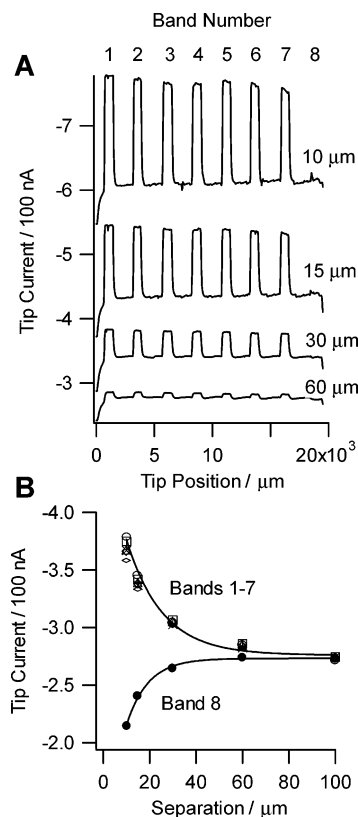 Band Number
A
1 2 3 4 5 6 7 8
-7
-6
-5
-4
-3
Tip Current / 100 nA
10 µm
15 µm
30 µm
60 µm
0 5 10 20x10³
Tip Position / µm
B
-4.0
-3.5
-3.0
-2.5
-2.0
Tip Current / 100 nA
Bands 1-7
Band 8
0 20 40 60 80 100
Separation / µm